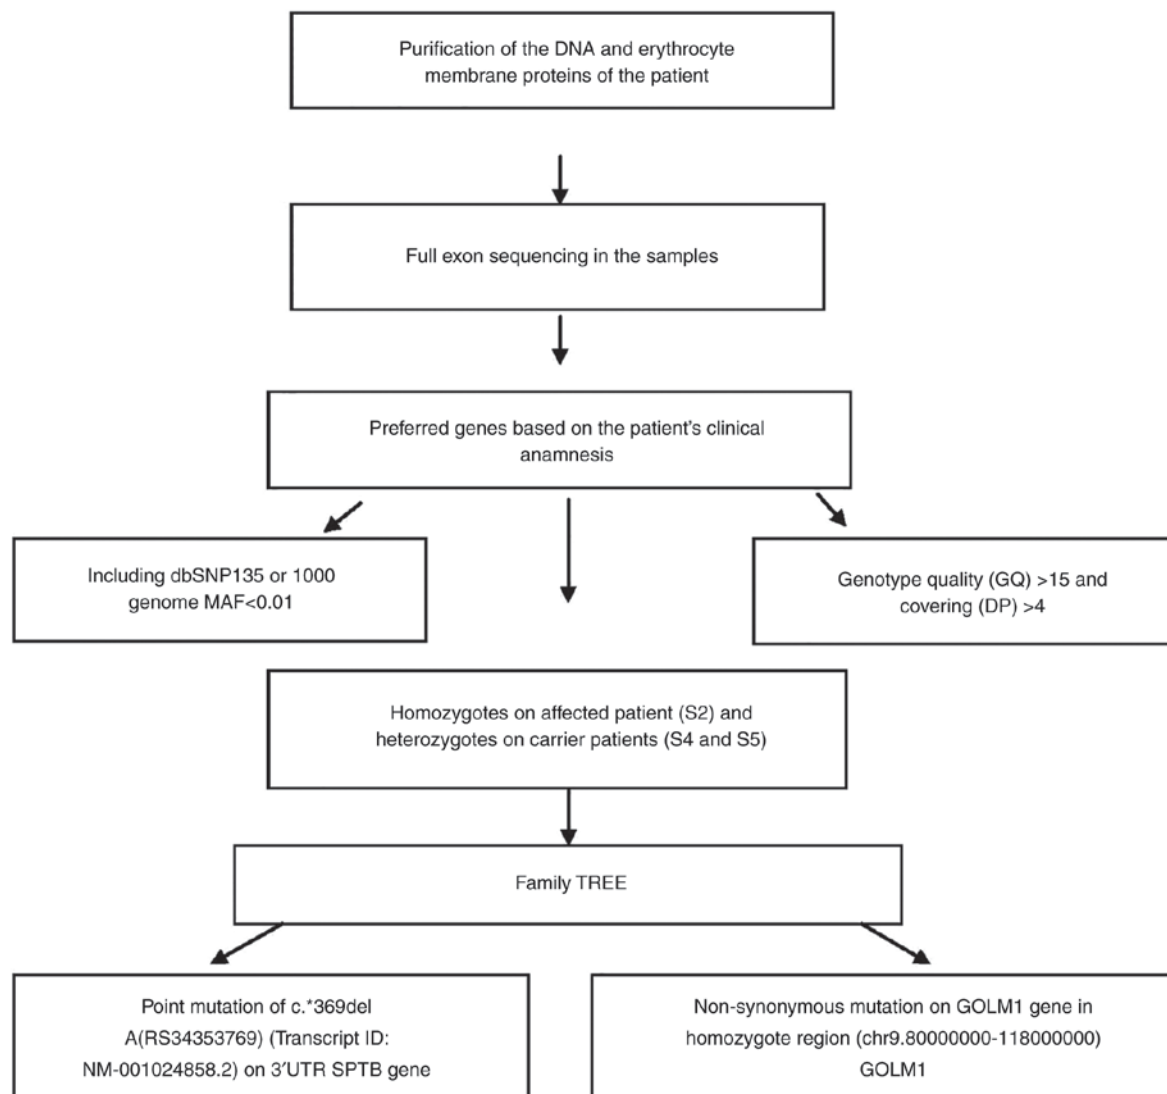 Purification of the DNA and erythrocyte
membrane proteins of the patient
Full exon sequencing in the samples
Preferred genes based on the patient's clinical
anamnesis
Including dbSNP135 or 1000
genome MAF<0.01
Genotype quality (GQ) >15 and
covering (DP) >4
Homozygotes on affected patient (S2) and
heterozygotes on carrier patients (S4 and S5)
Family TREE
Point mutation of c.*369del
A(RS34353769) (Transcript ID:
NM-001024858.2) on 3′UTR SPTB gene
Non-synonymous mutation on GOLM1 gene in
homozygote region (chr9.80000000-118000000)
GOLM1